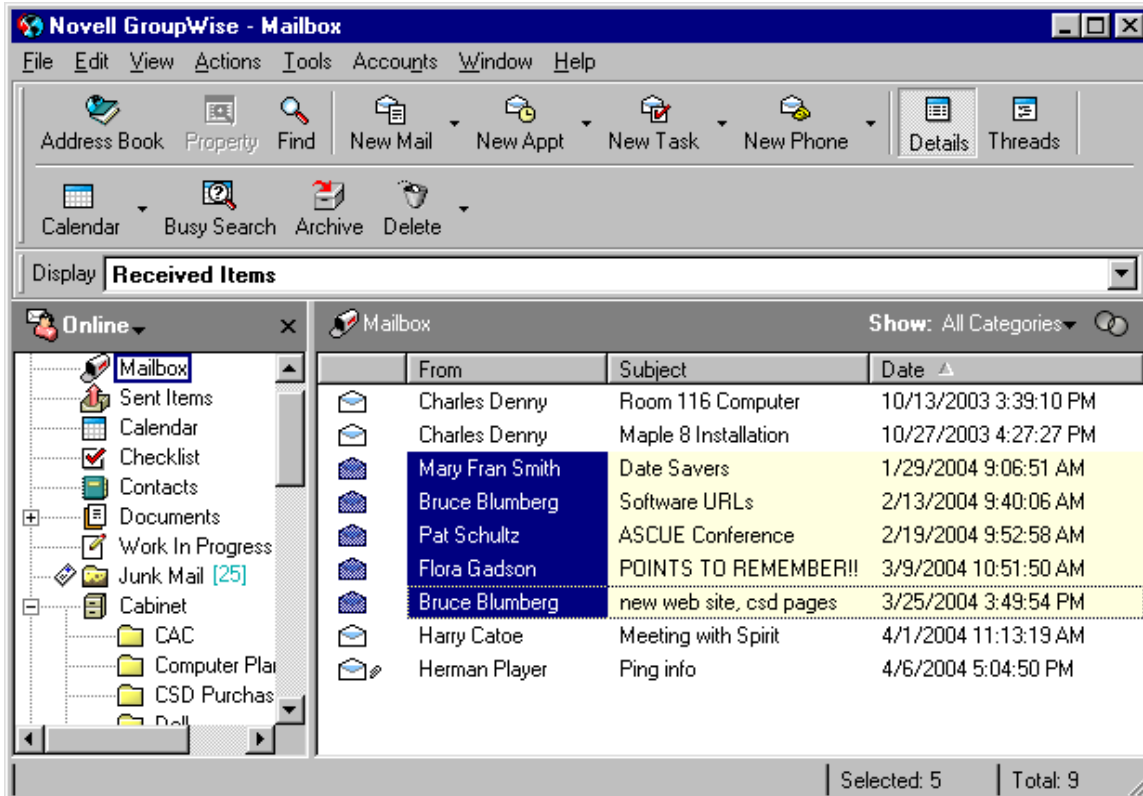 Novell GroupWise - Mailbox
File Edit View Actions Tools Accounts Window Help
Address Book Property Find New Mail New Appt New Task New Phone Details Threads
Calendar Busy Search Archive Delete
Display Received Items
Online Mailbox Show: All Categories
Mailbox From Subject Date
Sent Items Charles Denny Room 116 Computer 10/13/2003 3:39:10 PM
Calendar Charles Denny Maple 8 Installation 10/27/2003 4:27:27 PM
Checklist Mary Fran Smith Date Savers 1/29/2004 9:06:51 AM
Contacts Bruce Blumberg Software URLs 2/13/2004 9:40:06 AM
Documents Pat Schultz ASCUE Conference 2/19/2004 9:52:58 AM
Work In Progress Flora Gadson POINTS TO REMEMBER!! 3/9/2004 10:51:50 AM
Junk Mail [25]
Cabinet Bruce Blumberg new web site, csd pages 3/25/2004 3:49:54 PM
CAC Harry Catoe Meeting with Spirit 4/1/2004 11:13:19 AM
Computer Plan Herman Player Ping info 4/6/2004 5:04:50 PM
CSD Purchas
Dell
Selected: 5 Total: 9